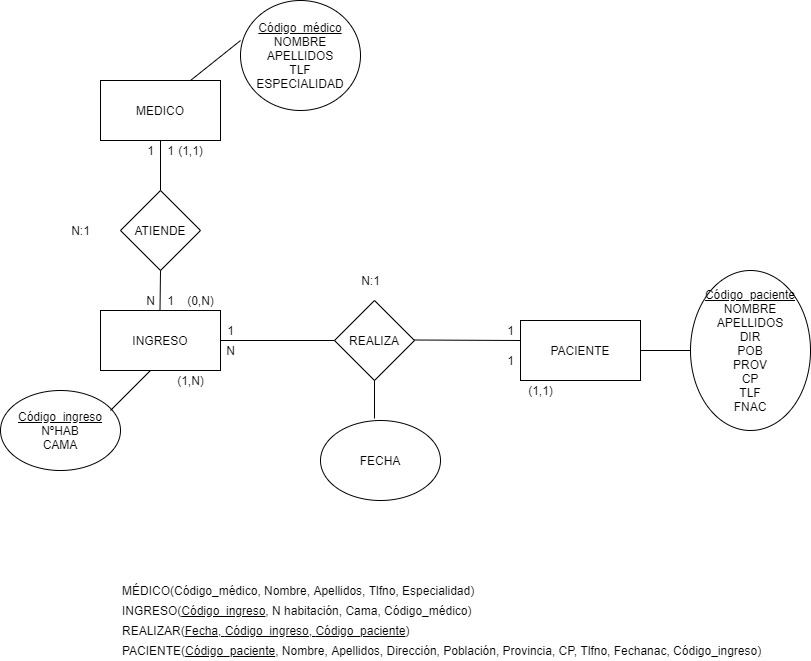 Código_médico
NOMBRE
APELLIDOS
TLF
ESPECIALIDAD
MEDICO
1 1 (1,1)
N:1
ATIENDE
N 1 (0,N)
N:1
INGRESO
1
N
(1,N)
REALIZA
1
1
PACIENTE
(1,1)
Código_paciente
NOMBRE
APELLIDOS
DIR
POB
PROV
CP
TLF
FNAC
Código_ingreso
NºHAB
CAMA
FECHA
MÉDICO(Código_médico, Nombre, Apellidos, Tlfno, Especialidad)
INGRESO(Código_ingreso, N habitación, Cama, Código_médico)
REALIZAR(Fecha, Código_ingreso, Código_paciente)
PACIENTE(Código_paciente, Nombre, Apellidos, Dirección, Población, Provincia, CP, Tlfno, Fechanac, Código_ingreso)